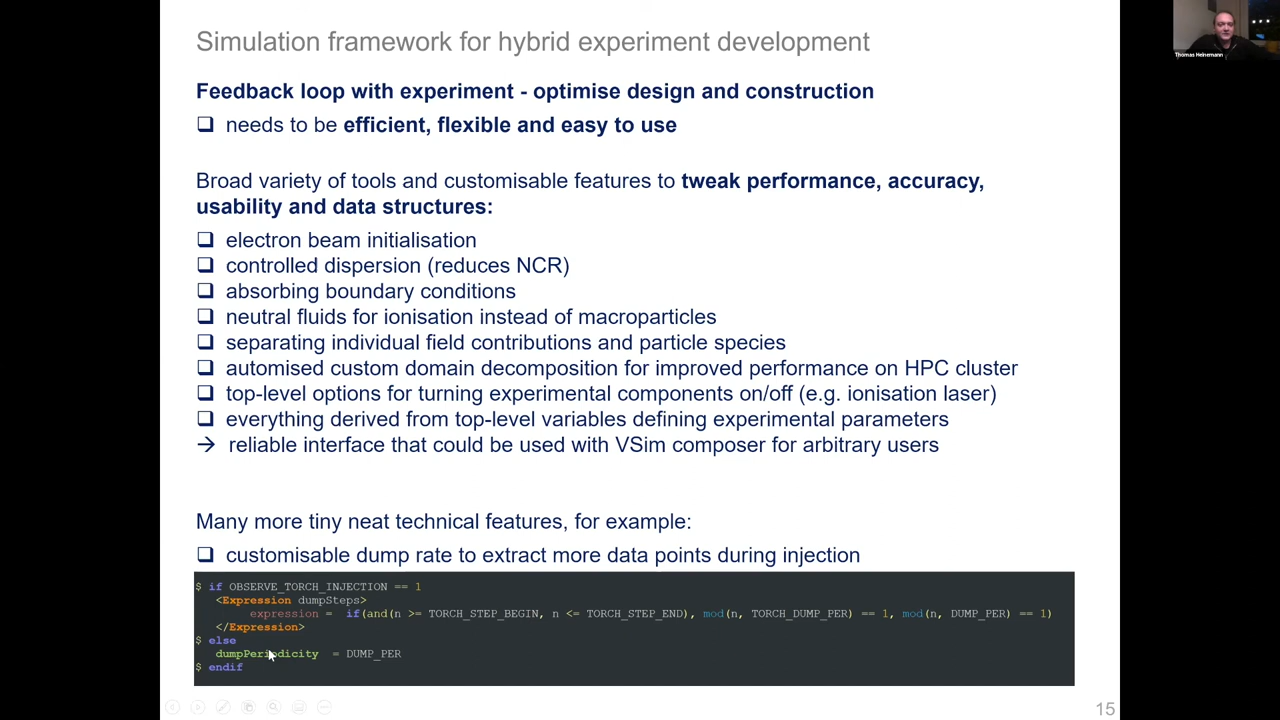 Simulation framework for hybrid experiment development
Thomas Heinemann
Feedback loop with experiment - optimise design and construction
❑ needs to be efficient, flexible and easy to use
Broad variety of tools and customisable features to tweak performance, accuracy,
usability and data structures:
❑ electron beam initialisation
❑ controlled dispersion (reduces NCR)
❑ absorbing boundary conditions
❑ neutral fluids for ionisation instead of macroparticles
❑ separating individual field contributions and particle species
❑ automised custom domain decomposition for improved performance on HPC cluster
❑ top-level options for turning experimental components on/off (e.g. ionisation laser)
❑ everything derived from top-level variables defining experimental parameters
→ reliable interface that could be used with VSim composer for arbitrary users
Many more tiny neat technical features, for example:
❑ customisable dump rate to extract more data points during injection
$ if OBSERVE_TORCH_INJECTION == 1
<Expression dumpSteps>
expression = if(and(n >= TORCH_STEP_BEGIN, n <= TORCH_STEP_END), mod(n, TORCH_DUMP_PER) == 1, mod(n, DUMP_PER) == 1)
</Expression>
$ else
dumpPeriodicity = DUMP_PER
$ endif
15